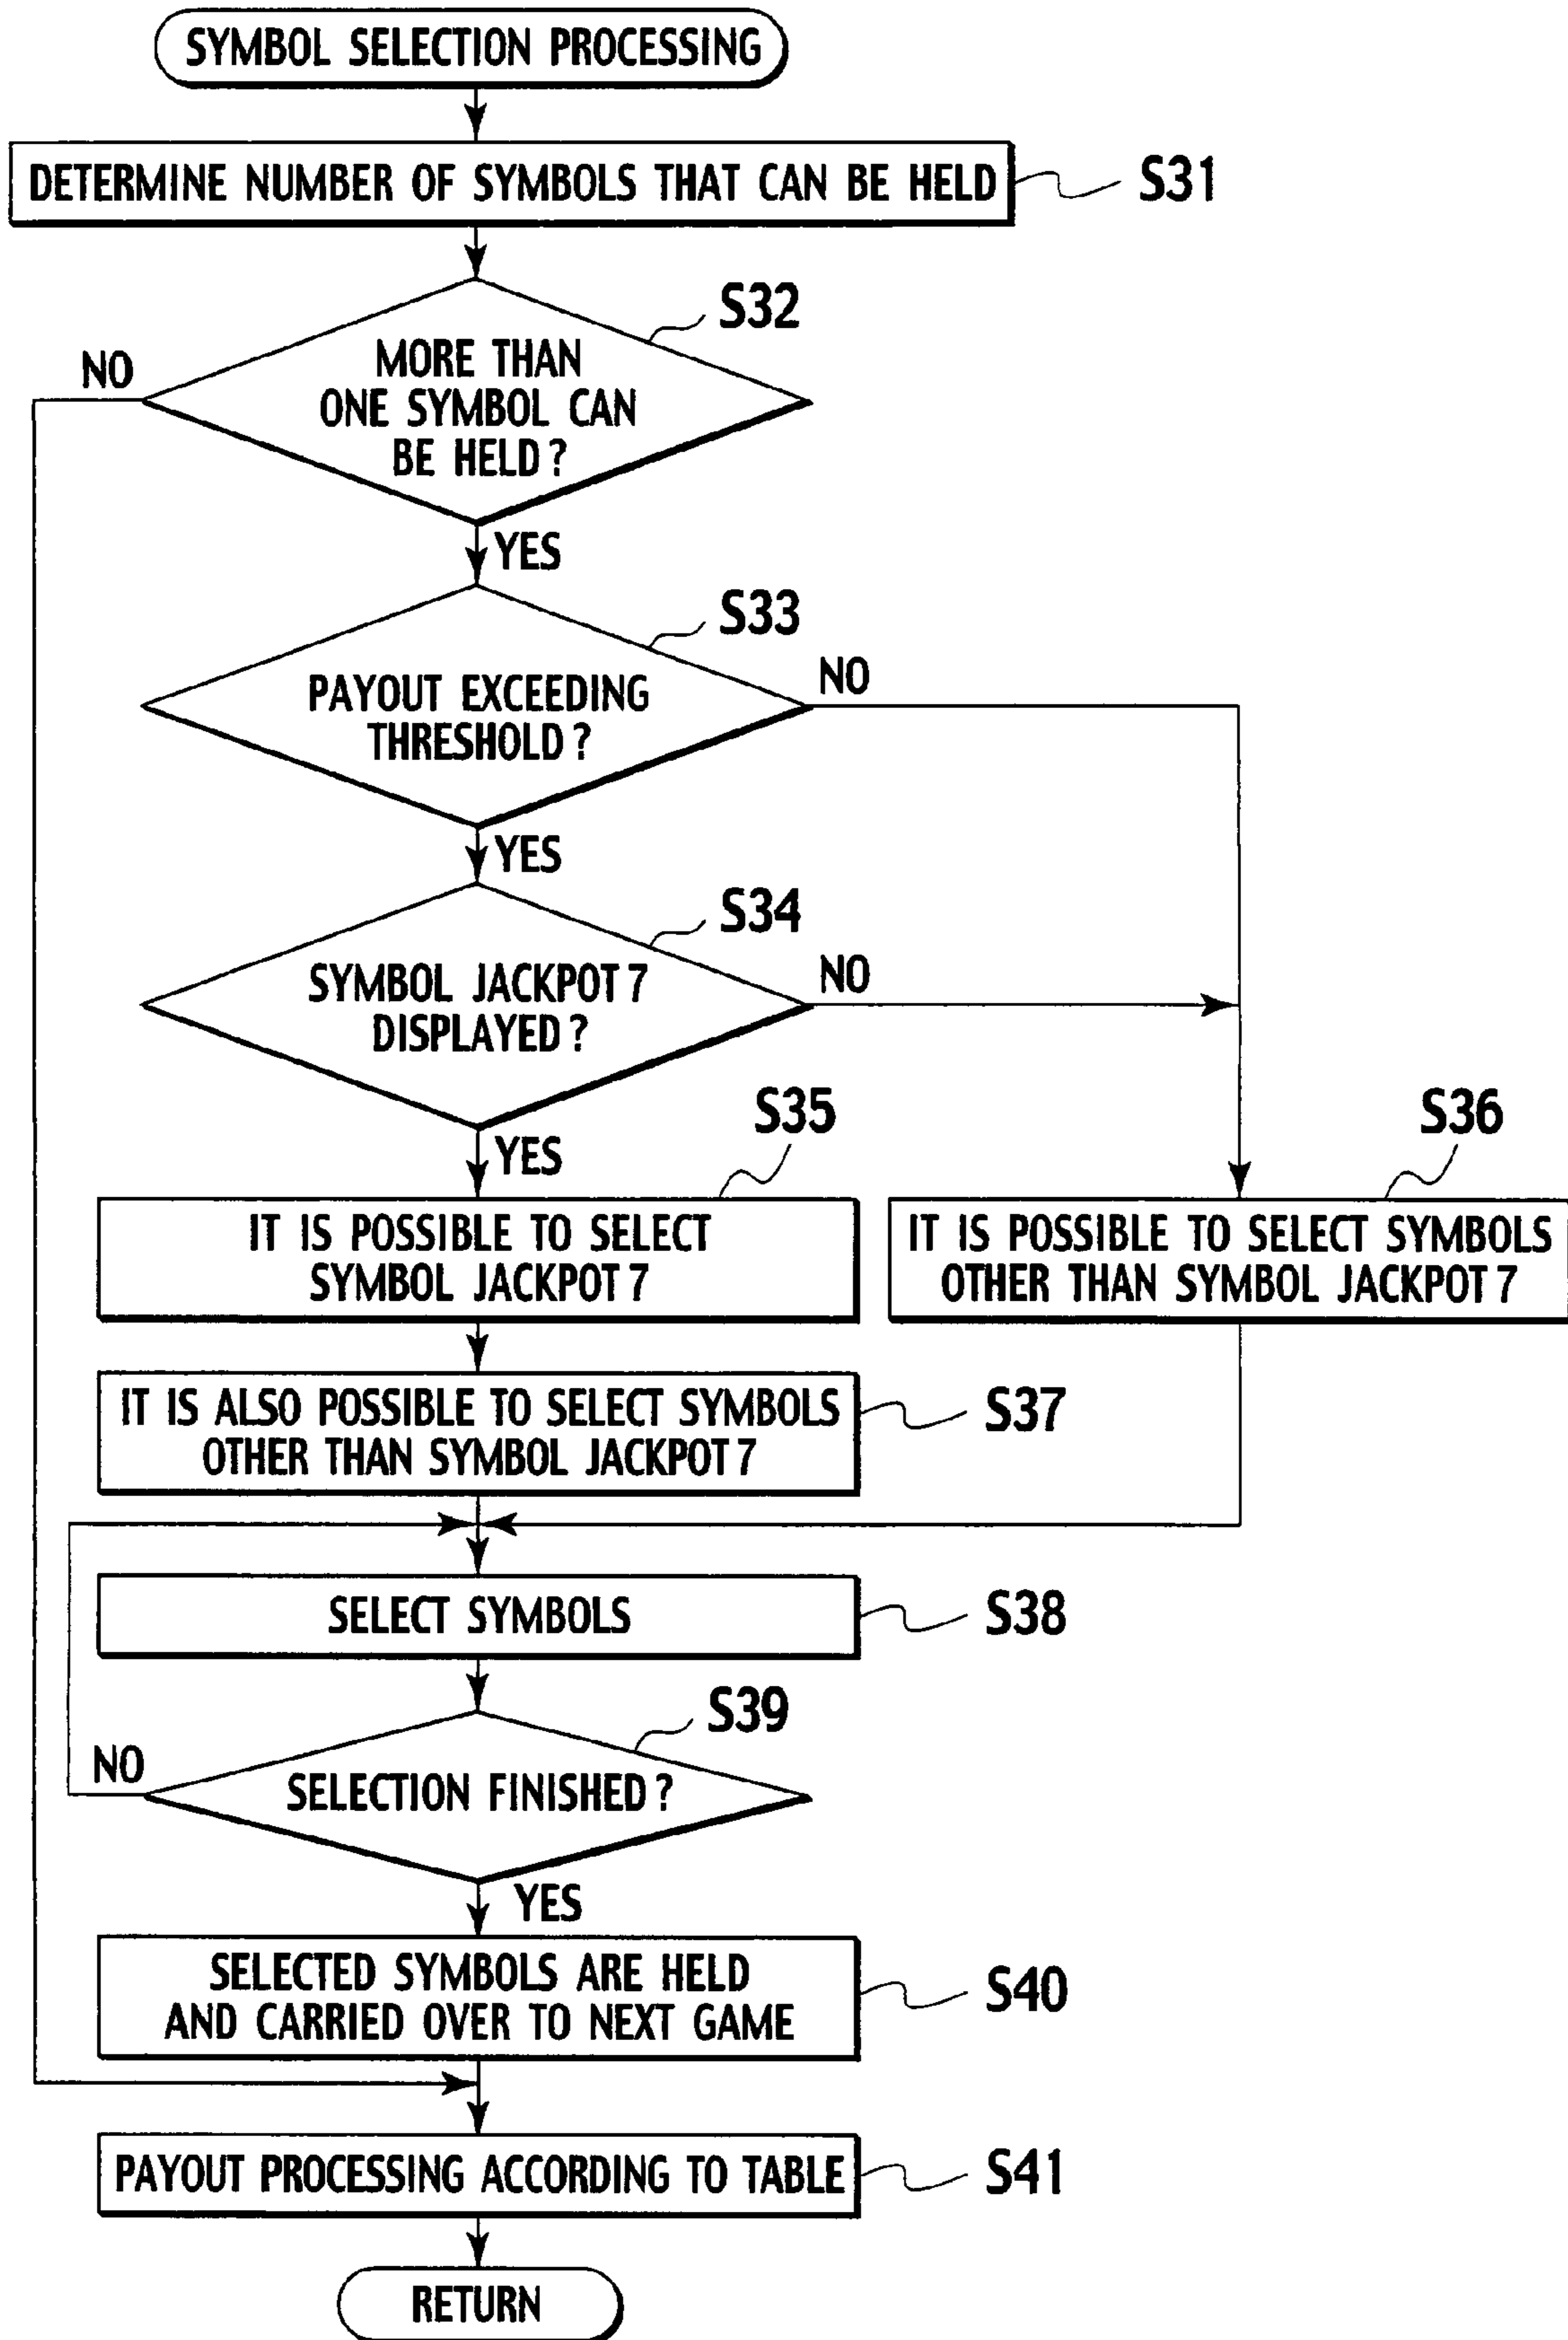 SYMBOL SELECTION PROCESSING
DETERMINE NUMBER OF SYMBOLS THAT CAN BE HELD
S31
S32
MORE THAN
ONE SYMBOL CAN
BE HELD?
NO
YES
S33
PAYOUT EXCEEDING
THRESHOLD?
NO
YES
S34
SYMBOL JACKPOT 7
DISPLAYED?
NO
YES
S35
IT IS POSSIBLE TO SELECT
SYMBOL JACKPOT 7
S36
IT IS POSSIBLE TO SELECT SYMBOLS
OTHER THAN SYMBOL JACKPOT 7
IT IS ALSO POSSIBLE TO SELECT SYMBOLS
OTHER THAN SYMBOL JACKPOT 7
S37
SELECT SYMBOLS
S38
S39
SELECTION FINISHED?
NO
YES
SELECTED SYMBOLS ARE HELD
AND CARRIED OVER TO NEXT GAME
S40
PAYOUT PROCESSING ACCORDING TO TABLE
S41
RETURN